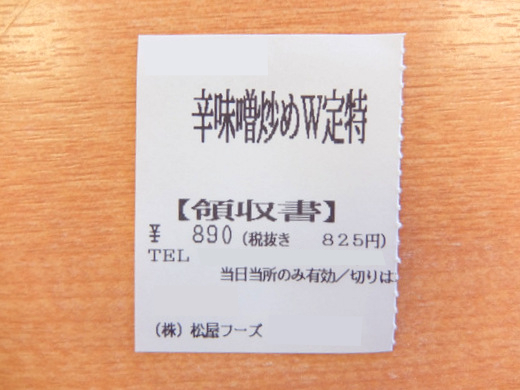 辛味噌炒めW定特
【領収書】
¥ 890(税抜き 825円)
TEL
当日当所のみ有効/切りは
(株)松屋フーズ